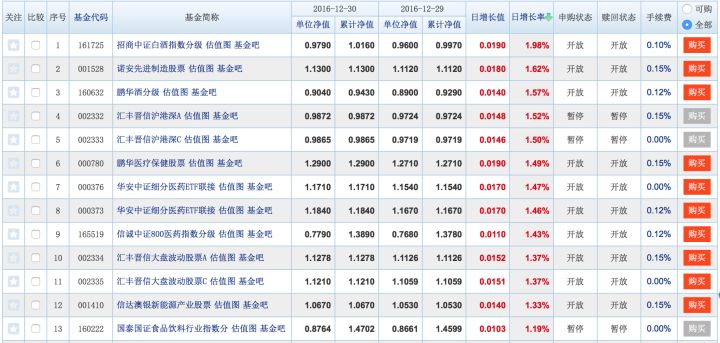 关注 比较 序号 基金代码 基金简称 2016-12-30 2016-12-29 日增长值 日增长率 申购状态 赎回状态 手续费 可购 全部
单位净值 累计净值 单位净值 累计净值
1 161725 招商中证白酒指数分级 估值图 基金吧 0.9790 1.0160 0.9600 0.9970 0.0190 1.98% 开放 开放 0.10% 购买
2 001528 诺安先进制造股票 估值图 基金吧 1.1300 1.1300 1.1120 1.1120 0.0180 1.62% 开放 开放 0.15% 购买
3 160632 鹏华酒分级 估值图 基金吧 0.9040 0.9430 0.8900 0.9290 0.0140 1.57% 开放 开放 0.12% 购买
4 002332 汇丰晋信沪港深A 估值图 基金吧 0.9872 0.9872 0.9724 0.9724 0.0148 1.52% 暂停 暂停 0.15% 购买
5 002333 汇丰晋信沪港深C 估值图 基金吧 0.9865 0.9865 0.9719 0.9719 0.0146 1.50% 暂停 暂停 0.00% 购买
6 000780 鹏华医疗保健股票 估值图 基金吧 1.2900 1.2900 1.2710 1.2710 0.0190 1.49% 开放 开放 0.15% 购买
7 000376 华安中证细分医药ETF联接 估值图 基金吧 1.1710 1.1710 1.1540 1.1540 0.0170 1.47% 开放 开放 0.00% 购买
8 000373 华安中证细分医药ETF联接 估值图 基金吧 1.1840 1.1840 1.1670 1.1670 0.0170 1.46% 开放 开放 0.12% 购买
9 165519 信诚中证800医药指数分级 估值图 基金吧 0.7790 1.3890 0.7680 1.3780 0.0110 1.43% 开放 开放 0.12% 购买
10 002334 汇丰晋信大盘波动股票A 估值图 基金吧 1.1278 1.1278 1.1126 1.1126 0.0152 1.37% 开放 开放 0.15% 购买
11 002335 汇丰晋信大盘波动股票C 估值图 基金吧 1.1210 1.1210 1.1059 1.1059 0.0151 1.37% 开放 开放 0.00% 购买
12 001410 信达澳银新能源产业股票 估值图 基金吧 1.0670 1.0670 1.0530 1.0530 0.0140 1.33% 开放 开放 0.15% 购买
13 160222 国泰国证食品饮料行业指数分 估值图 基金吧 0.8764 1.4702 0.8661 1.4599 0.0103 1.19% 暂停 暂停 0.00% 购买